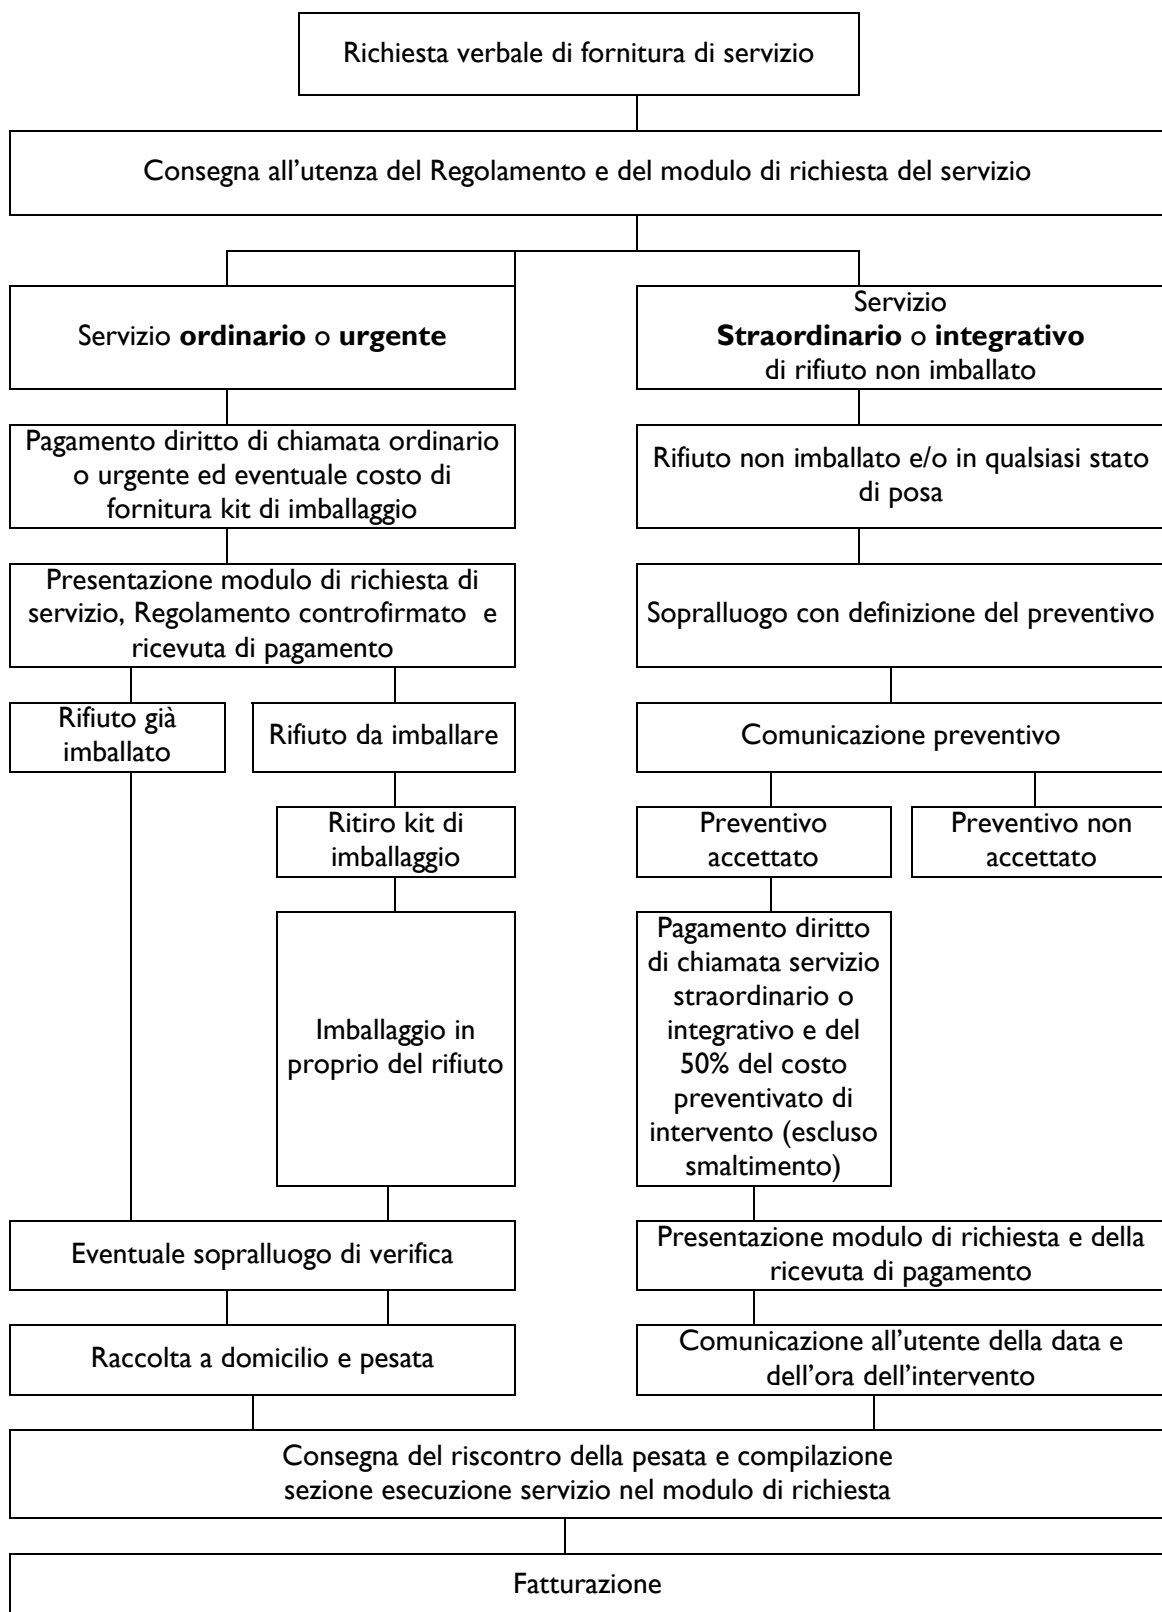 Richiesta verbale di fornitura di servizio
Consegna all’utenza del Regolamento e del modulo di richiesta del servizio
Servizio ordinario o urgente
Servizio
Straordinario o integrativo
di rifiuto non imballato
Pagamento diritto di chiamata ordinario
o urgente ed eventuale costo di
fornitura kit di imballaggio
Rifiuto non imballato e/o in qualsiasi stato
di posa
Presentazione modulo di richiesta di
servizio, Regolamento controfirmato e
ricevuta di pagamento
Sopralluogo con definizione del preventivo
Rifiuto già
imballato
Rifiuto da imballare
Comunicazione preventivo
Ritiro kit di
imballaggio
Preventivo
accettato
Preventivo non
accettato
Imballaggio in
proprio del rifiuto
Pagamento diritto
di chiamata servizio
straordinario o
integrativo e del
50% del costo
preventivato di
intervento (escluso
smaltimento)
Eventuale sopralluogo di verifica
Presentazione modulo di richiesta e della
ricevuta di pagamento
Raccolta a domicilio e pesata
Comunicazione all’utente della data e
dell’ora dell’intervento
Consegna del riscontro della pesata e compilazione
sezione esecuzione servizio nel modulo di richiesta
Fatturazione